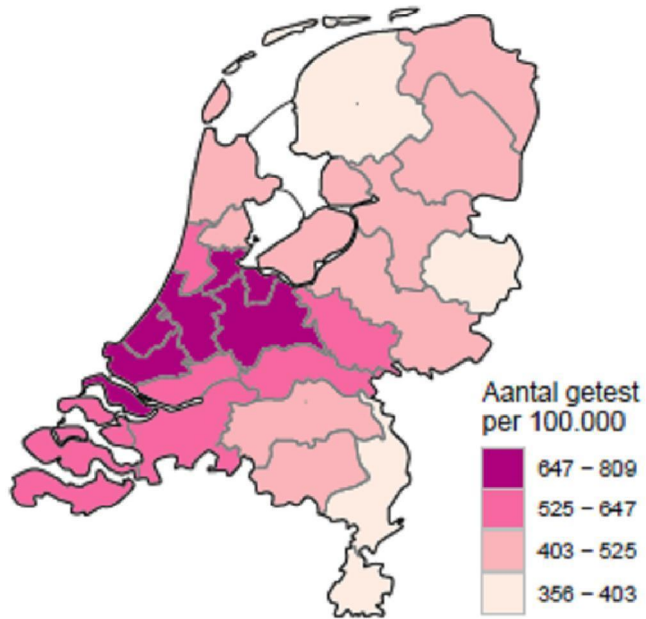 Aantal getest
per 100.000
647 – 809
525 – 647
403 – 525
356 – 403